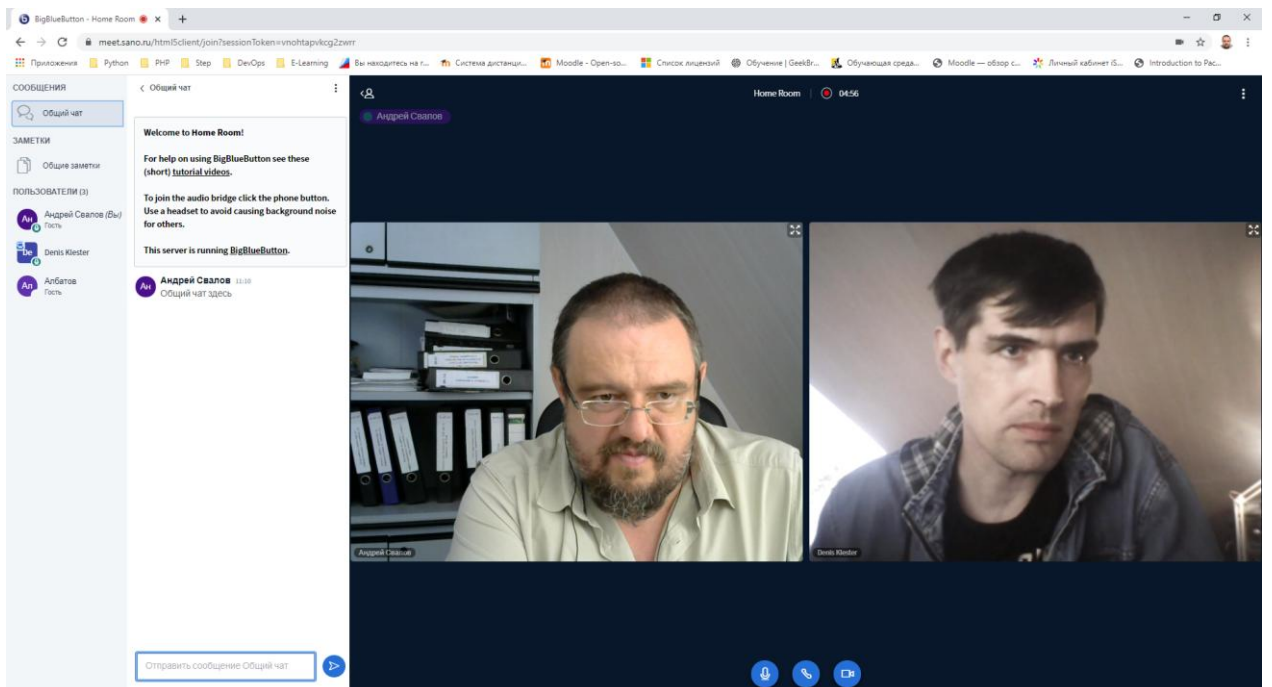 BigBlueButton - Home Room
meet.sano.ru/html5client/join?sessionToken=vnohtapvkcg2zwrr
Приложения Python PHP Step DevOps E-Learning Вы находитесь на г... Система дистанци... Moodle - Open-so... Список лицензий Обучение | GeekBr... Обучающая среда... Moodle — обзор с... Личный кабинет (S... Introduction to Pac...
СООБЩЕНИЯ
Общий чат
ЗАМЕТКИ
Общие заметки
ПОЛЬЗОВАТЕЛИ (3)
Ан Андрей Свалов (Вы)
Гость
De Denis Klester
Ал Албатов
Гость
Общий чат
Welcome to Home Room!
For help on using BigBlueButton see these
(short) tutorial videos.
To join the audio bridge click the phone button.
Use a headset to avoid causing background noise
for others.
This server is running BigBlueButton.
Ан Андрей Свалов 11:10
Общий чат здесь
Отправить сообщение Общий чат
Home Room 04:56
Андрей Свалов
Андрей Свалов
Denis Klester